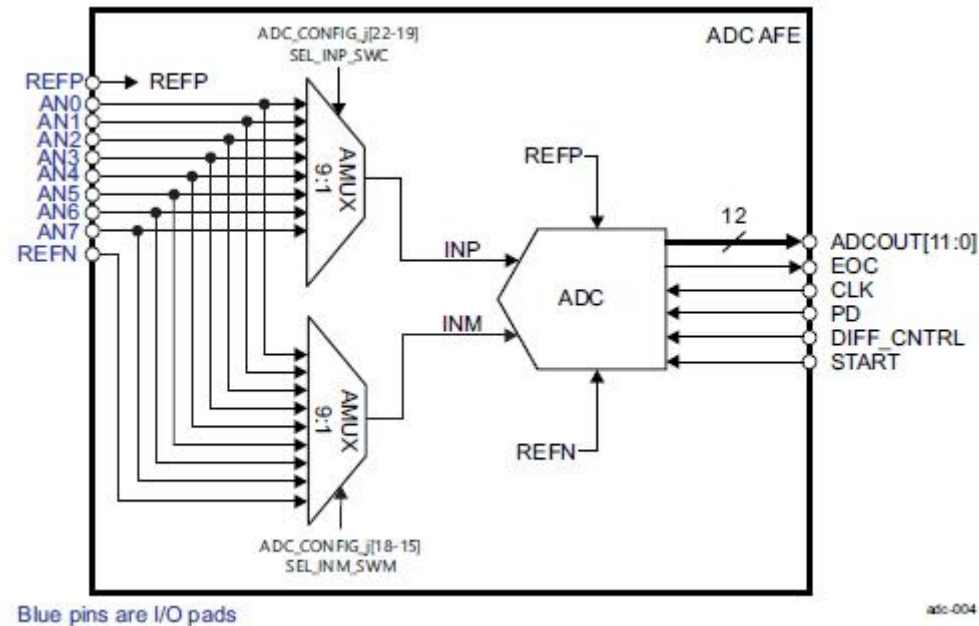 ADC_CONFIG_j[22-19]
SEL_INP_SWC
ADC AFE
REFP
REFP
AN0
AN1
AN2
AN3
AN4
AN5
AN6
AN7
REFN
AMUX
9:1
REFP
12
ADCOUT[11:0]
EOC
CLK
PD
DIFF_CNTRL
START
INP
ADC
INM
AMUX
9:1
REFN
ADC_CONFIG_j[18-15]
SEL_INM_SWM
Blue pins are I/O pads
adc-004